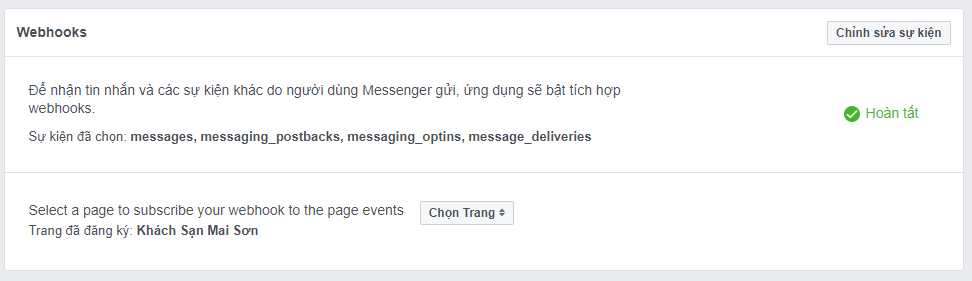 Webhooks
Chỉnh sửa sự kiện
Để nhận tin nhắn và các sự kiện khác do người dùng Messenger gửi, ứng dụng sẽ bật tích hợp
webhooks.
Hoàn tất
Sự kiện đã chọn: messages, messaging_postbacks, messaging_optins, message_deliveries
Select a page to subscribe your webhook to the page events
Chọn Trang
Trang đã đăng ký: Khách Sạn Mai Sơn